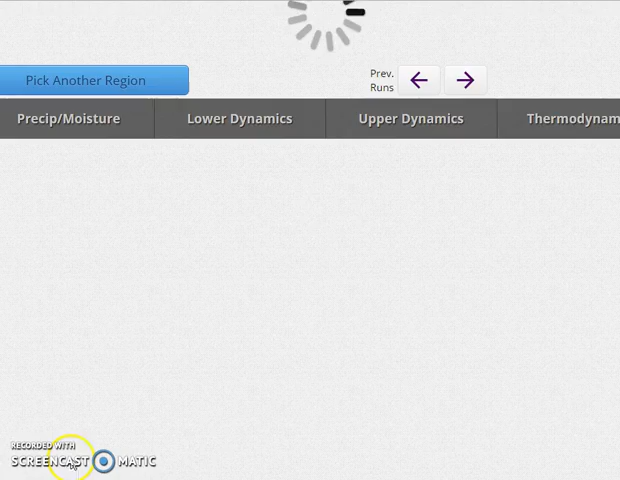 Pick Another Region
Prev.
Runs
Precip/Moisture
Lower Dynamics
Upper Dynamics
Thermodynam
RECORDED WITH
SCREENCAST MATIC